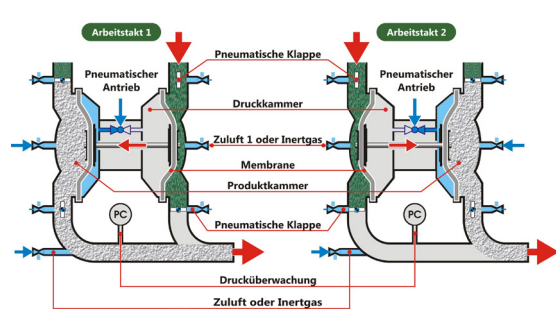 Arbeitstakt 1
Arbeitstakt 2
Pneumatische Klappe
Pneumatischer
Antrieb
Pneumatischer
Antrieb
Druckkammer
Zuluft 1 oder Inertgas
Membrane
Produktkammer
PC
PC
Pneumatische Klappe
Drucküberwachung
Zuluft oder Inertgas